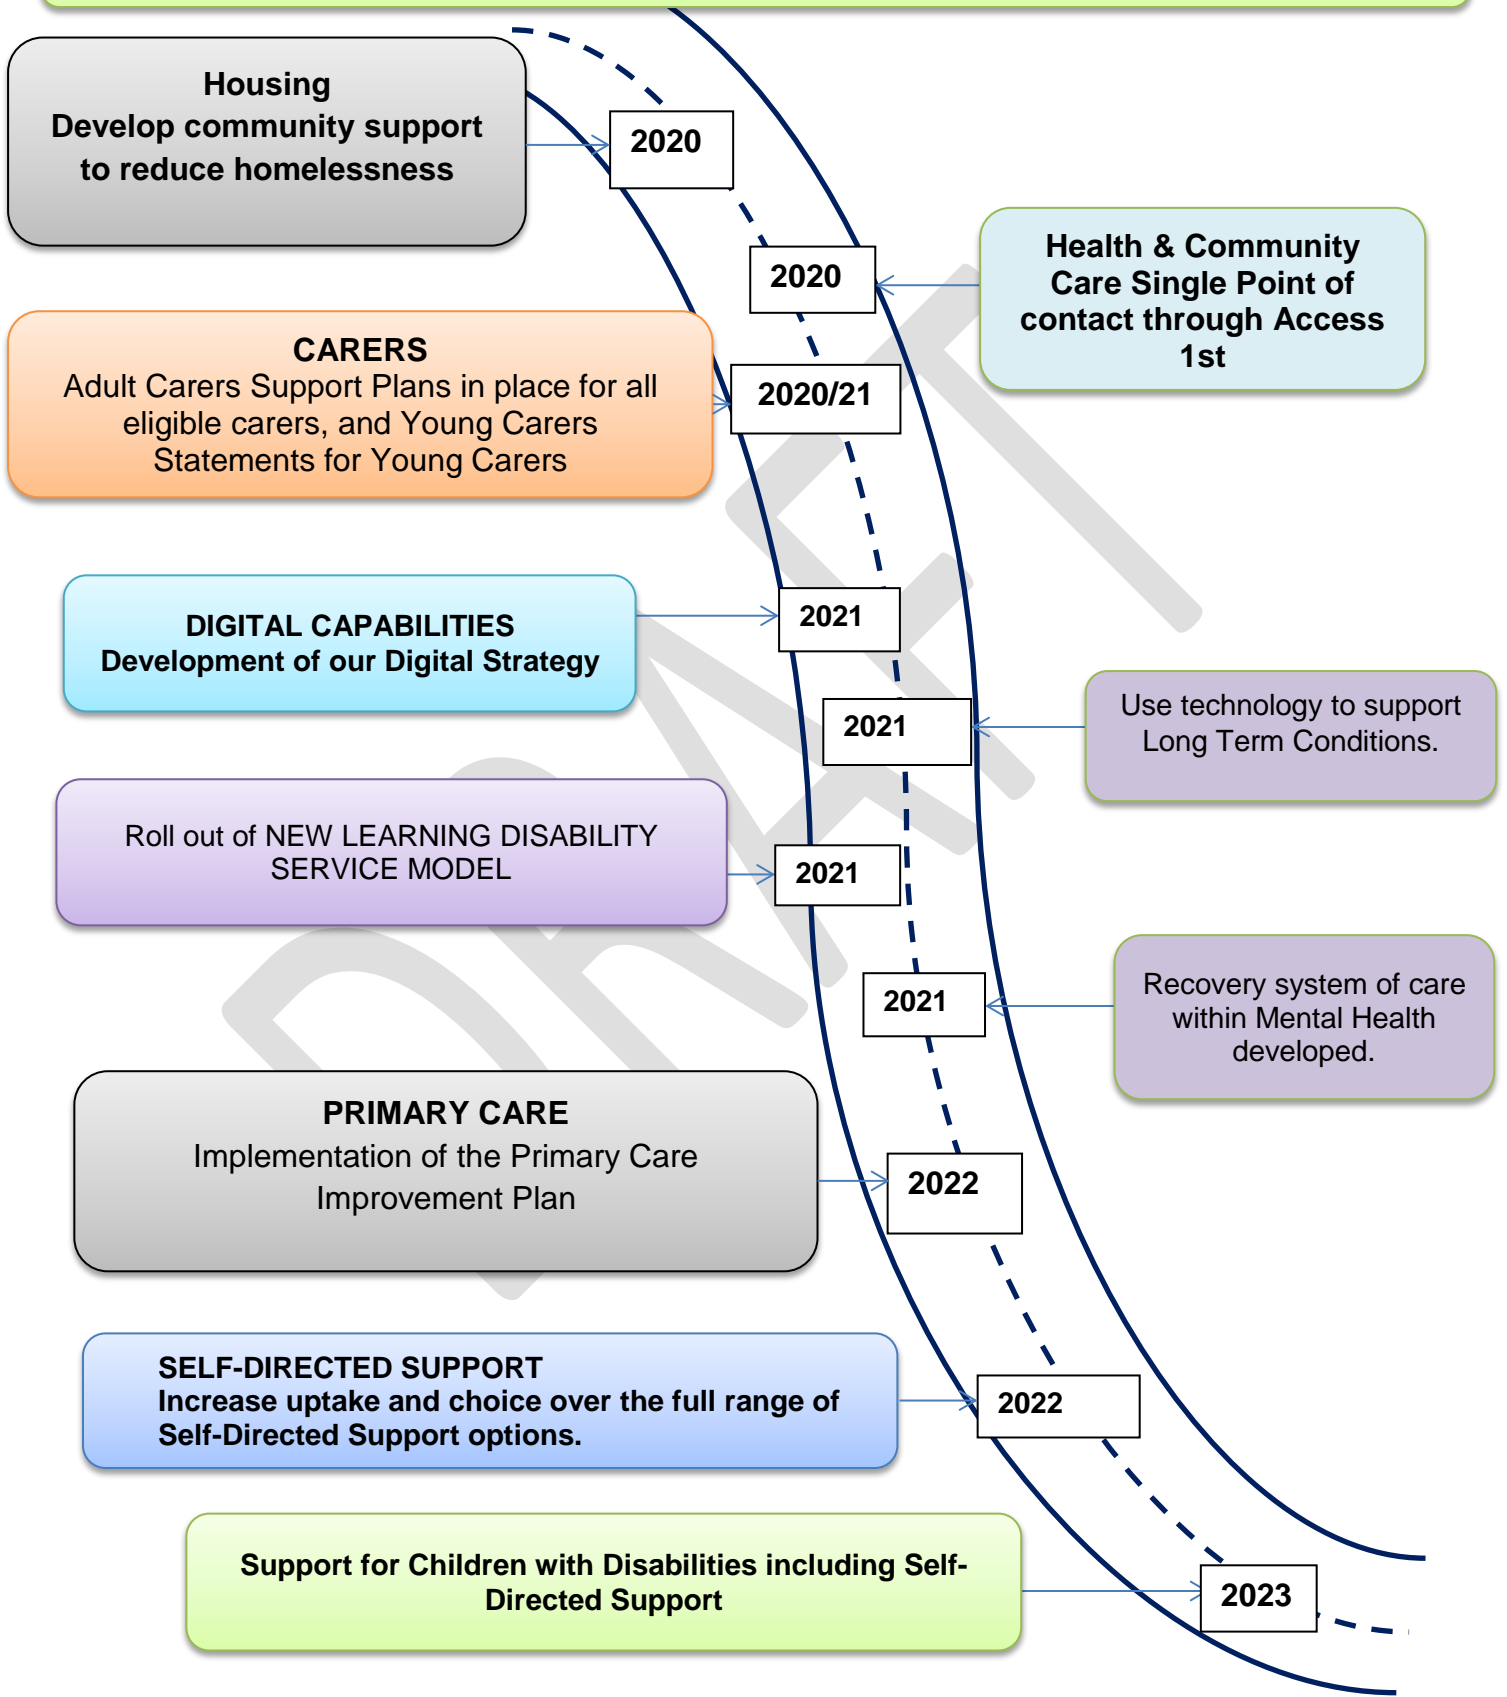 Housing
Develop community support
to reduce homelessness
2020
2020
Health & Community
Care Single Point of
contact through Access
1st
CARERS
Adult Carers Support Plans in place for all
eligible carers, and Young Carers
Statements for Young Carers
2020/21
DIGITAL CAPABILITIES
Development of our Digital Strategy
2021
2021
Use technology to support
Long Term Conditions.
Roll out of NEW LEARNING DISABILITY
SERVICE MODEL
2021
2021
Recovery system of care
within Mental Health
developed.
PRIMARY CARE
Implementation of the Primary Care
Improvement Plan
2022
SELF-DIRECTED SUPPORT
Increase uptake and choice over the full range of
Self-Directed Support options.
2022
Support for Children with Disabilities including Self-
Directed Support
2023
DRAFT